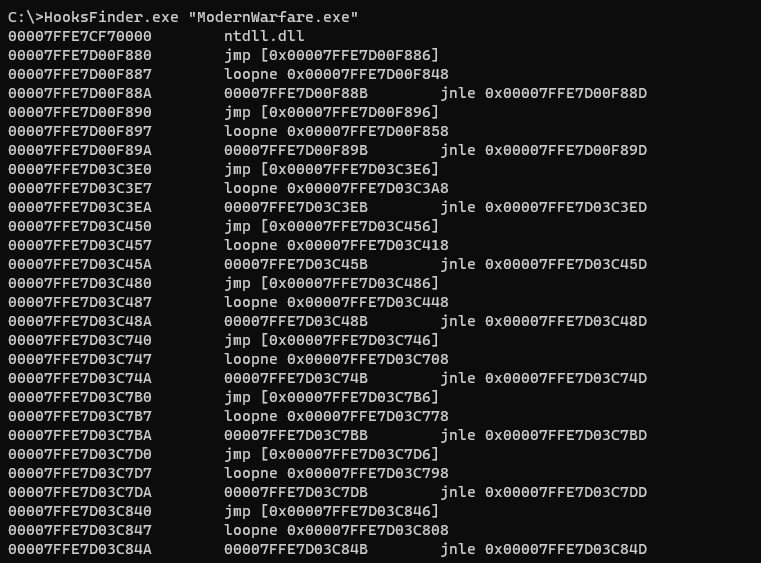 C:\>HooksFinder.exe "ModernWarfare.exe"
00007FFE7CF70000 ntdll.dll
00007FFE7D00F880 jmp [0x00007FFE7D00F886]
00007FFE7D00F887 loopne 0x00007FFE7D00F848
00007FFE7D00F88A 00007FFE7D00F88B jnle 0x00007FFE7D00F88D
00007FFE7D00F890 jmp [0x00007FFE7D00F896]
00007FFE7D00F897 loopne 0x00007FFE7D00F858
00007FFE7D00F89A 00007FFE7D00F89B jnle 0x00007FFE7D00F89D
00007FFE7D03C3E0 jmp [0x00007FFE7D03C3E6]
00007FFE7D03C3E7 loopne 0x00007FFE7D03C3A8
00007FFE7D03C3EA 00007FFE7D03C3EB jnle 0x00007FFE7D03C3ED
00007FFE7D03C450 jmp [0x00007FFE7D03C456]
00007FFE7D03C457 loopne 0x00007FFE7D03C418
00007FFE7D03C45A 00007FFE7D03C45B jnle 0x00007FFE7D03C45D
00007FFE7D03C480 jmp [0x00007FFE7D03C486]
00007FFE7D03C487 loopne 0x00007FFE7D03C448
00007FFE7D03C48A 00007FFE7D03C48B jnle 0x00007FFE7D03C48D
00007FFE7D03C740 jmp [0x00007FFE7D03C746]
00007FFE7D03C747 loopne 0x00007FFE7D03C708
00007FFE7D03C74A 00007FFE7D03C74B jnle 0x00007FFE7D03C74D
00007FFE7D03C7B0 jmp [0x00007FFE7D03C7B6]
00007FFE7D03C7B7 loopne 0x00007FFE7D03C778
00007FFE7D03C7BA 00007FFE7D03C7BB jnle 0x00007FFE7D03C7BD
00007FFE7D03C7D0 jmp [0x00007FFE7D03C7D6]
00007FFE7D03C7D7 loopne 0x00007FFE7D03C798
00007FFE7D03C7DA 00007FFE7D03C7DB jnle 0x00007FFE7D03C7DD
00007FFE7D03C840 jmp [0x00007FFE7D03C846]
00007FFE7D03C847 loopne 0x00007FFE7D03C808
00007FFE7D03C84A 00007FFE7D03C84B jnle 0x00007FFE7D03C84D